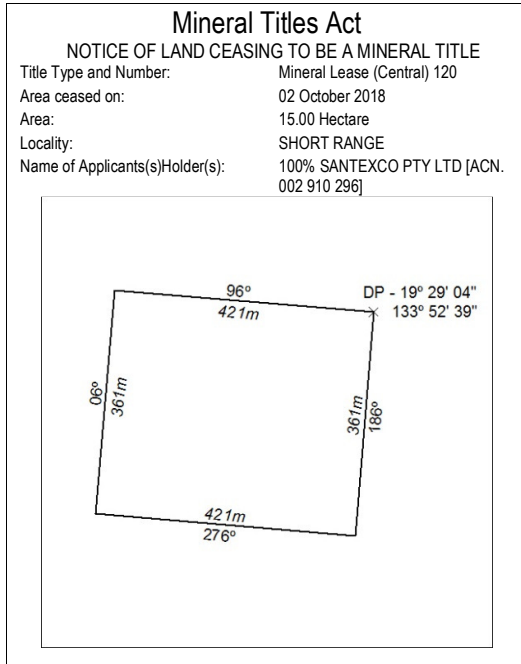 Mineral Titles Act
NOTICE OF LAND CEASING TO BE A MINERAL TITLE
Title Type and Number: Mineral Lease (Central) 120
Area ceased on: 02 October 2018
Area: 15.00 Hectare
Locality: SHORT RANGE
Name of Applicants(s)Holder(s): 100% SANTEXCO PTY LTD [ACN.
002 910 296]
96º
421m
DP - 19º 29' 04"
133º 52' 39"
06º
361m
361m
186º
421m
276º